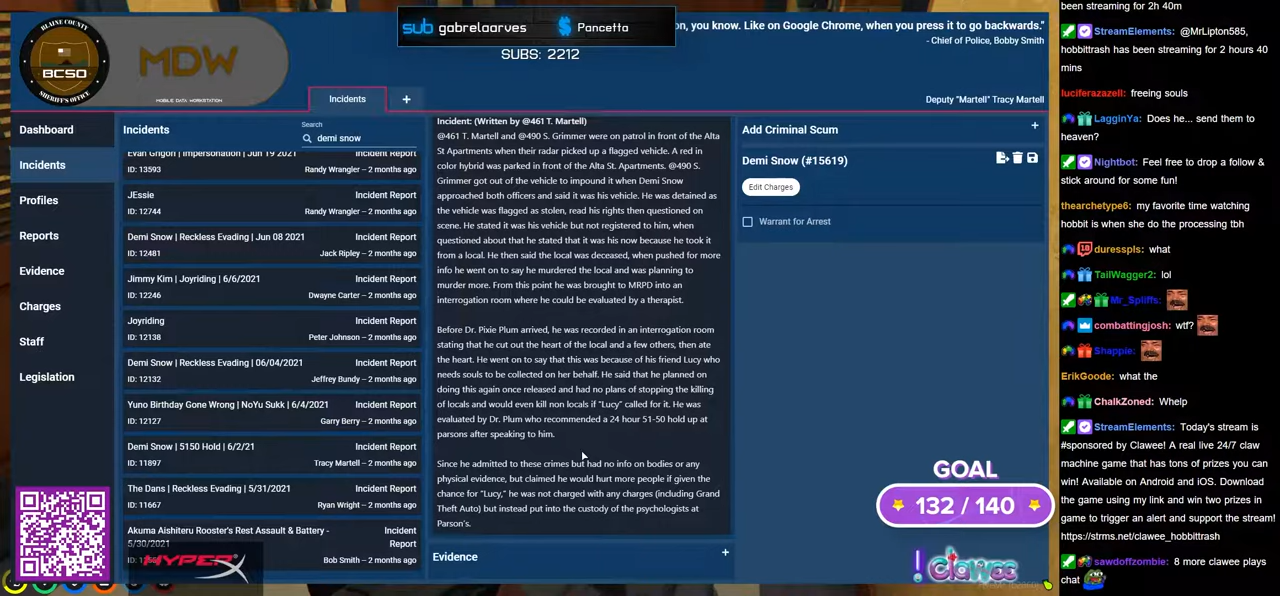 BLAINE COUNTY
BCSO
SHERIFF'S OFFICE
MDW
MOBILE DATA WORKSTATION
sub gabrelaarves
Pancetta
SUBS: 2212
on, you know. Like on Google Chrome, when you press it to go backwards."
- Chief of Police, Bobby Smith
Incidents
+
Deputy "Martell" Tracy Martell
Dashboard
Incidents
Profiles
Reports
Evidence
Charges
Staff
Legislation
Incidents
Search
demi snow
Evan Grigori | Impersonation | Jun 19 2021
Incident Report
ID: 13593
Randy Wrangler – 2 months ago
JEssie
Incident Report
ID: 12744
Randy Wrangler – 2 months ago
Demi Snow | Reckless Evading | Jun 08 2021
Incident Report
ID: 12481
Jack Ripley – 2 months ago
Jimmy Kim | Joyriding | 6/6/2021
Incident Report
ID: 12246
Dwayne Carter – 2 months ago
Joyriding
Incident Report
ID: 12138
Peter Johnson – 2 months ago
Demi Snow | Reckless Evading | 06/04/2021
Incident Report
ID: 12132
Jeffrey Bundy – 2 months ago
Yuno Birthday Gone Wrong | NoYu Sukk | 6/4/2021
Incident Report
ID: 12127
Garry Berry – 2 months ago
Demi Snow | 5150 Hold | 6/2/21
Incident Report
ID: 11897
Tracy Martell – 2 months ago
The Dans | Reckless Evading | 5/31/2021
Incident Report
ID: 11667
Ryan Wright – 2 months ago
Akuma Aishiteru Rooster's Rest Assault & Battery -
5/30/2021
Incident
Report
Bob Smith – 2 months ago
HYPERX
Incident: (Written by @461 T. Martell)
@461 T. Martell and @490 S. Grimmer were on patrol in front of the Alta
St Apartments when their radar picked up a flagged vehicle. A red in
color hybrid was parked in front of the Alta St. Apartments. @490 S.
Grimmer got out of the vehicle to impound it when Demi Snow
approached both officers and said it was his vehicle. He was detained as
the vehicle was flagged as stolen, read his rights then questioned on
scene. He stated it was his vehicle but not registered to him, when
questioned about that he stated that it was his now because he took it
from a local. He then said the local was deceased, when pushed for more
info he went on to say he murdered the local and was planning to
murder more. From this point he was brought to MRPD into an
interrogation room where he could be evaluated by a therapist.
Before Dr. Pixie Plum arrived, he was recorded in an interrogation room
stating that he cut out the heart of the local and a few others, then ate
the heart. He went on to say that this was because of his friend Lucy who
needs souls to be collected on her behalf. He said that he planned on
doing this again once released and had no plans of stopping the killing
of locals and would even kill non locals if "Lucy" called for it. He was
evaluated by Dr. Plum who recommended a 24 hour 51-50 hold up at
parsons after speaking to him.
Since he admitted to these crimes but had no info on bodies or any
physical evidence, but claimed he would hurt more people if given the
chance for "Lucy," he was not charged with any charges (including Grand
Theft Auto) but instead put into the custody of the psychologists at
Parson's.
Evidence
+
Add Criminal Scum
+
Demi Snow (#15619)
Edit Charges
Warrant for Arrest
GOAL
132 / 140
! Clawee
been streaming for 2h 40m
StreamElements: @MrLipton585,
hobbittrash has been streaming for 2 hours 40
mins
luciferazazell: freeing souls
LagginYa: Does he... send them to
heaven?
Nightbot: Feel free to drop a follow &
stick around for some fun!
thearchetype6: my favorite time watching
hobbit is when she do the processing tbh
duresspls: what
TailWagger2: lol
Mr_Spliffs:
combattingjosh: wtf?
Shappie:
ErikGoode: what the
ChalkZoned: Whelp
StreamElements: Today's stream is
#sponsored by Clawee! A real live 24/7 claw
machine game that has tons of prizes you can
win! Available on Android and iOS. Download
the game using my link and win two prizes in
game to trigger an alert and support the stream!
https://strms.net/clawee_hobbittrash
sawdoffzombie: 8 more clawee plays
chat